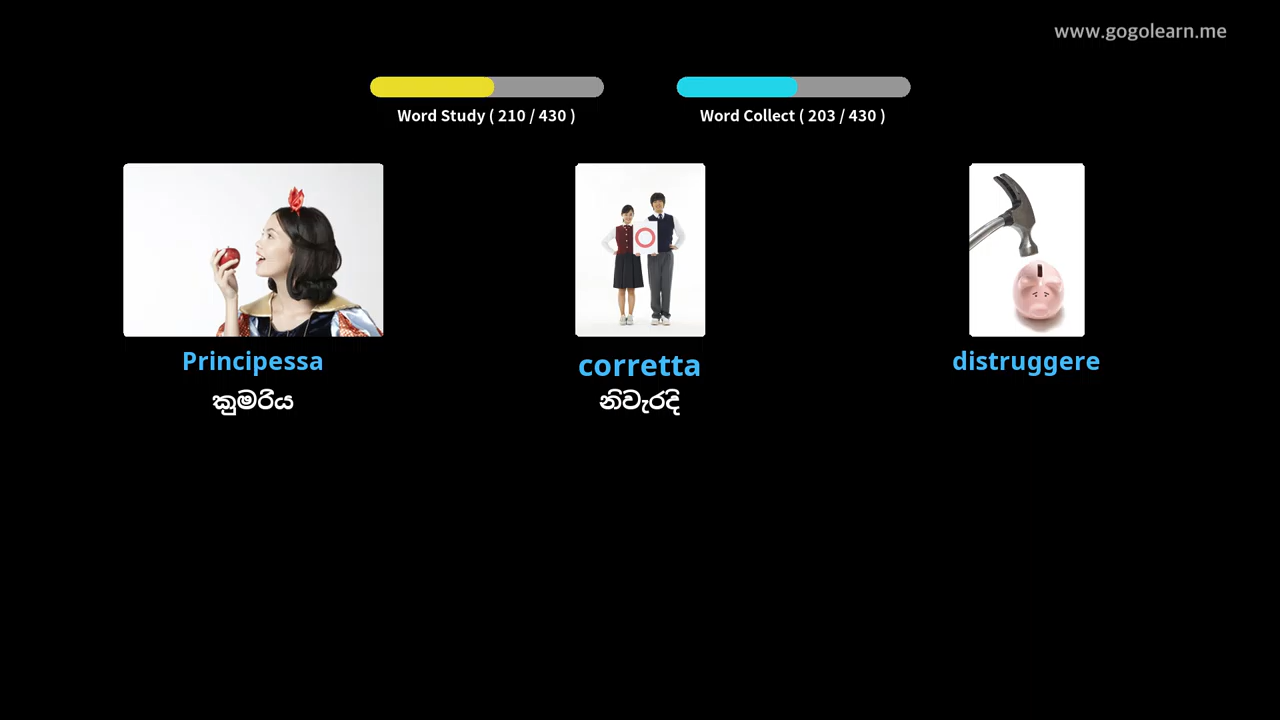 www.gogolearn.me
Word Study ( 210 / 430 )
Word Collect ( 203 / 430 )
Principessa
corretta
distruggere
කුමරිය
නිවැරදි